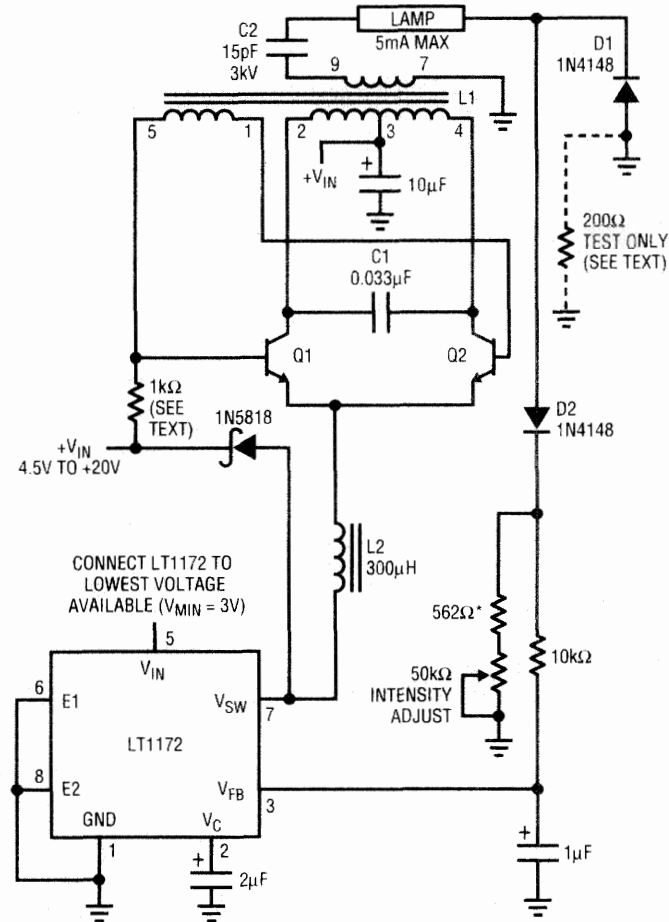 C2
15pF
3kV
LAMP
5mA MAX
D1
1N4148
9
7
L1
5
1
2
3
4
+VIN
+
10µF
200Ω
TEST ONLY
(SEE TEXT)
C1
0.033µF
Q1
Q2
1kΩ
(SEE
TEXT)
1N5818
+VIN
4.5V TO +20V
D2
1N4148
L2
300µH
CONNECT LT1172 TO
LOWEST VOLTAGE
AVAILABLE (VMIN = 3V)
5
VIN
562Ω*
10kΩ
50kΩ
INTENSITY
ADJUST
6
E1
VSW
7
LT1172
8
E2
VFB
3
GND
VC
1
2
+
2µF
+
1µF